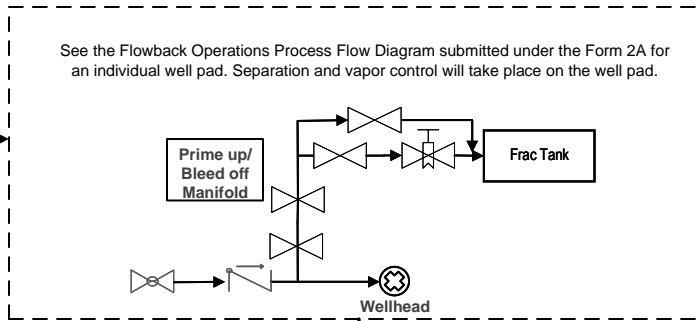 See the Flowback Operations Process Flow Diagram submitted under the Form 2A for
an individual well pad. Separation and vapor control will take place on the well pad.
Prime up/
Bleed off
Manifold
Frac Tank
Wellhead